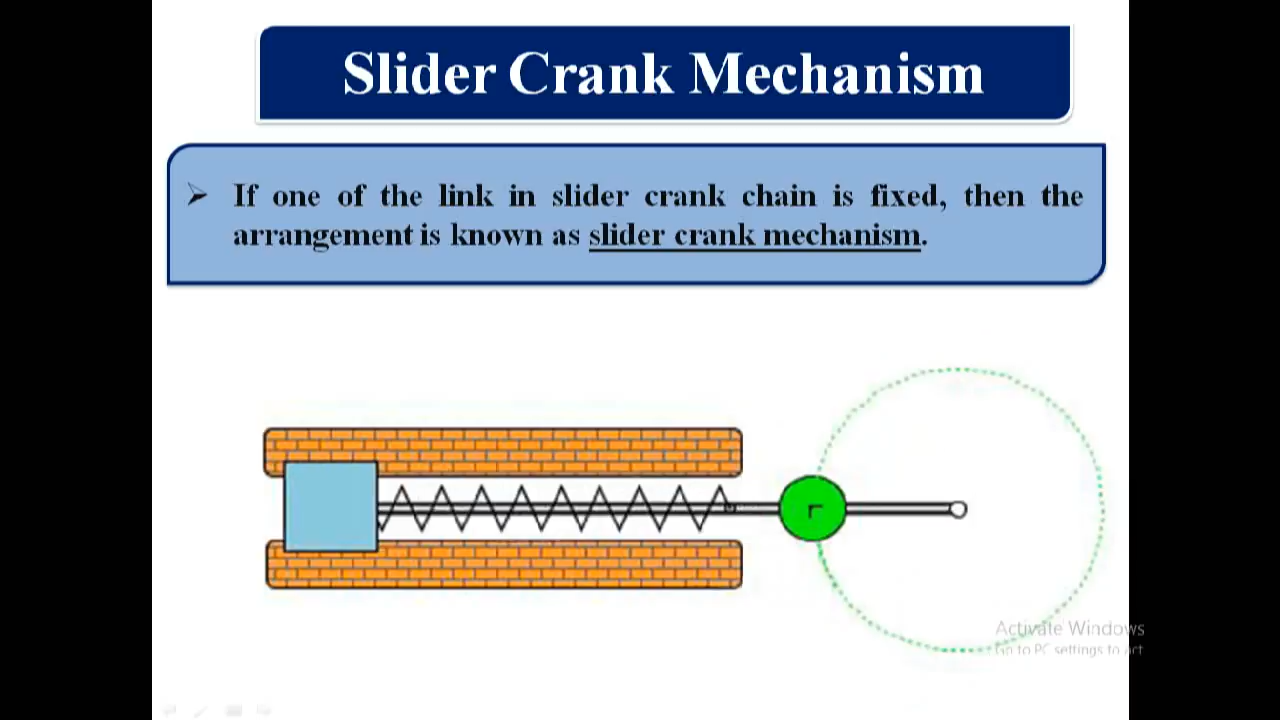 Slider Crank Mechanism
➢ If one of the link in slider crank chain is fixed, then the
arrangement is known as slider crank mechanism.
Activate Windows
Go to PC settings to act